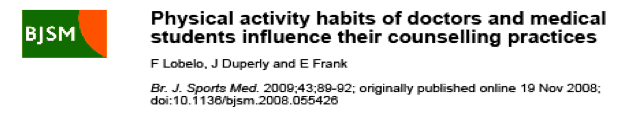 BJSM
Physical activity habits of doctors and medical
students influence their counselling practices
F Lobelo, J Duperly and E Frank
Br. J. Sports Med. 2009;43;89-92; originally published online 19 Nov 2008;
doi:10.1136/bjsm.2008.055426